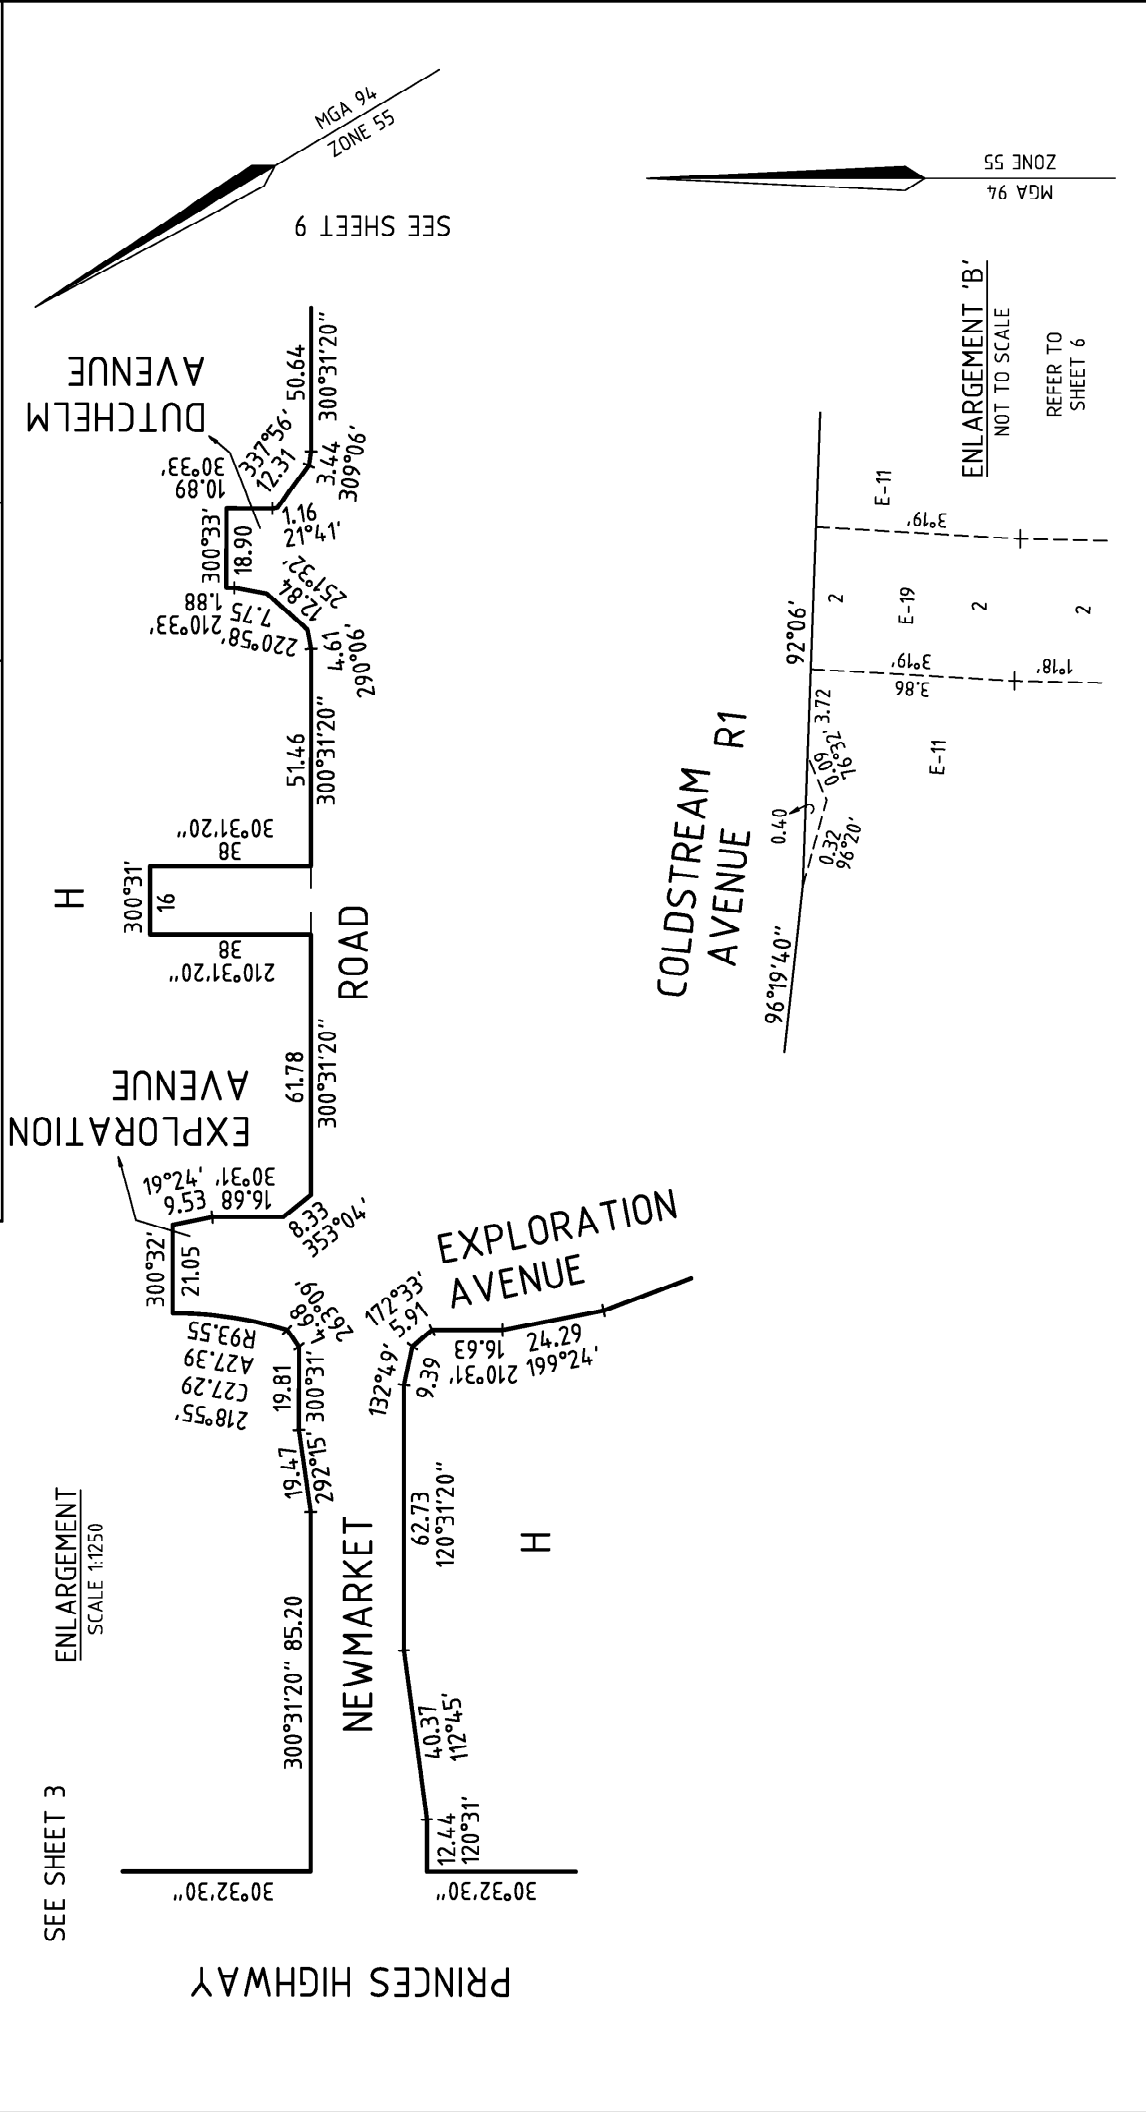 MGA 94
ZONE 55
SEE SHEET 9
DUTCHELM
AVENUE
50.64
300°31'20"
337°56'
12.31
3.44
309°06'
10.89
30°33'
1.16
21°41'
300°33'
18.90
1.88
210°33'
7.75
220°58'
12.84
251°32'
4.61
290°06'
51.46
300°31'20"
30°31'20"
38
300°31'
16
H
38
210°31'20"
ROAD
61.78
300°31'20"
EXPLORATION
AVENUE
19°24'
9.53
30°31'
16.68
8.33
353°04'
300°32'
21.05
R93.55
A27.39
C27.29
218°55'
4.68
263°09'
19.81
300°31'
19.47
292°15'
EXPLORATION
AVENUE
172°33'
5.91
132°49'
9.39
16.63
210°31'
24.29
199°24'
62.73
120°31'20"
H
ENLARGEMENT
SCALE 1:1250
NEWMARKET
300°31'20" 85.20
40.37
112°45'
12.44
120°31'
SEE SHEET 3
30°32'30"
30°32'30"
PRINCES HIGHWAY
MGA 94
ZONE 55
ENLARGEMENT 'B'
NOT TO SCALE
REFER TO
SHEET 6
COLDSTREAM
AVENUE R1
96°19'40"
0.40
0.32
96°20'
0.09
76°32'
3.72
92°06'
E-11
3°19'
3.86
1°18'
2
E-19
2
2
3°19'
E-11